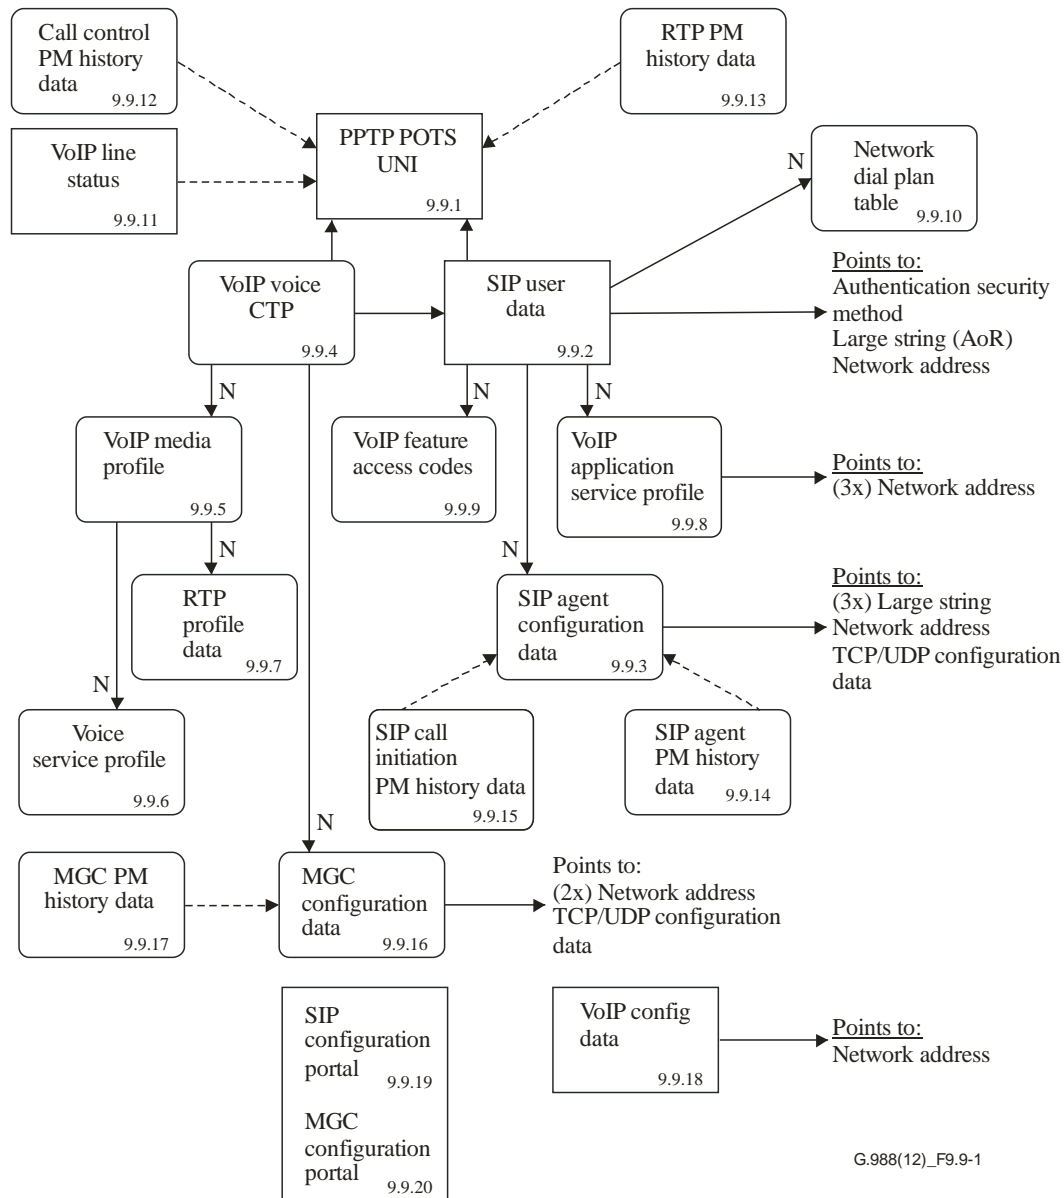 Call control
PM history
data
9.9.12
RTP PM
history data
9.9.13
PPTP POTS
UNI
9.9.1
VoIP line
status
9.9.11
N
Network
dial plan
table
9.9.10
VoIP voice
CTP
9.9.4
SIP user
data
9.9.2
Points to:
Authentication security
method
Large string (AoR)
Network address
N
N
N
VoIP media
profile
9.9.5
VoIP feature
access codes
9.9.9
VoIP
application
service profile
9.9.8
Points to:
(3x) Network address
N
N
RTP
profile
data
9.9.7
SIP agent
configuration
data
9.9.3
Points to:
(3x) Large string
Network address
TCP/UDP configuration
data
N
Voice
service profile
9.9.6
SIP call
initiation
PM history data
9.9.15
SIP agent
PM history
data
9.9.14
N
MGC PM
history data
9.9.17
MGC
configuration
data
9.9.16
Points to:
(2x) Network address
TCP/UDP configuration
data
SIP
configuration
portal
9.9.19
MGC
configuration
portal
9.9.20
VoIP config
data
9.9.18
Points to:
Network address
G.988(12)_F9.9-1